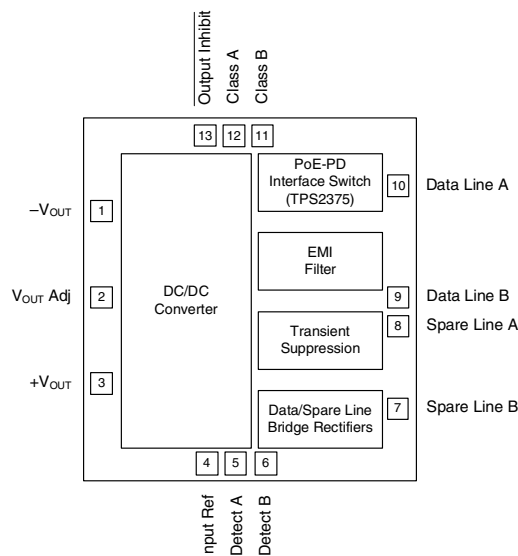 Output Inhibit
Class A
Class B
13
12
11
PoE-PD
Interface Switch
(TPS2375)
10
Data Line A
–VOUT
1
EMI
Filter
VOUT Adj
2
DC/DC
Converter
9
Data Line B
8
Spare Line A
Transient
Suppression
+VOUT
3
Data/Spare Line
Bridge Rectifiers
7
Spare Line B
4
5
6
nput Ref
Detect A
Detect B